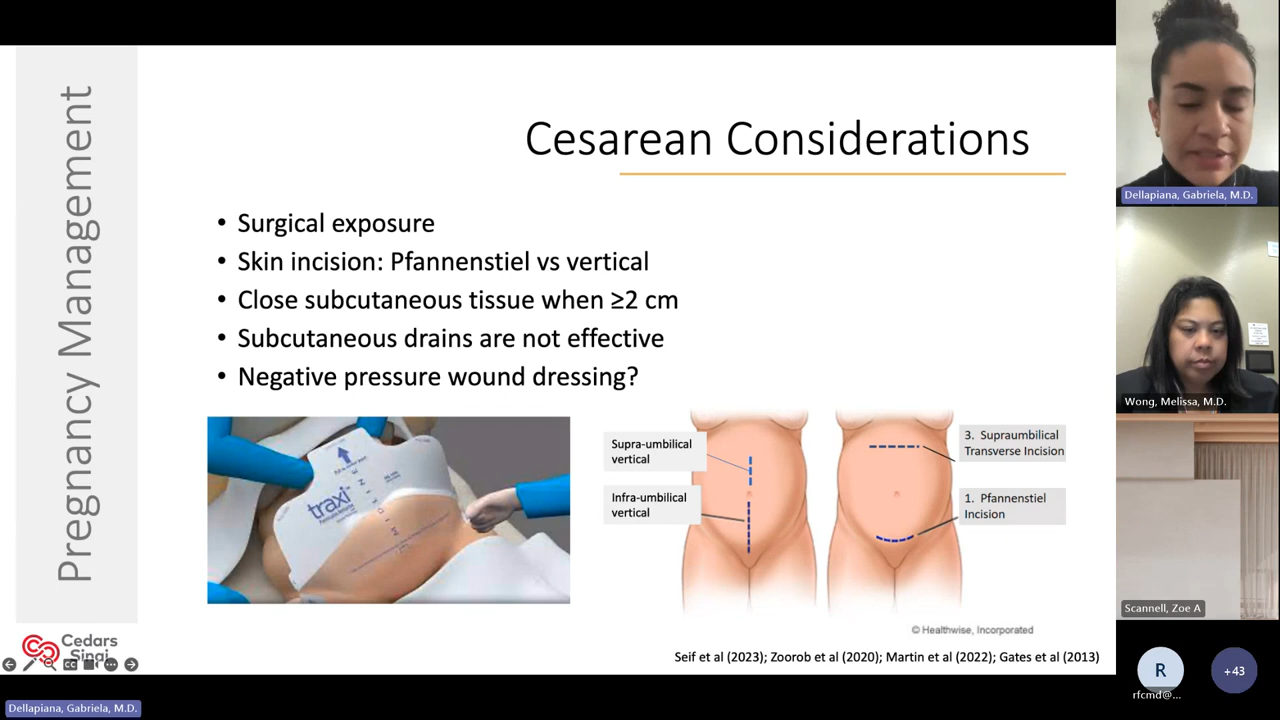 Pregnancy Management
Cesarean Considerations
• Surgical exposure
• Skin incision: Pfannenstiel vs vertical
• Close subcutaneous tissue when ≥2 cm
• Subcutaneous drains are not effective
• Negative pressure wound dressing?
traxi
Supra-umbilical
vertical
Infra-umbilical
vertical
3. Supraumbilical
Transverse Incision
1. Pfannenstiel
Incision
© Healthwise, Incorporated
Cedars
Sinai
Seif et al (2023); Zoorob et al (2020); Martin et al (2022); Gates et al (2013)
Dellapiana, Gabriela, M.D.
Dellapiana, Gabriela, M.D.
Wong, Melissa, M.D.
Scannell, Zoe A
R
rfcmd@...
+43